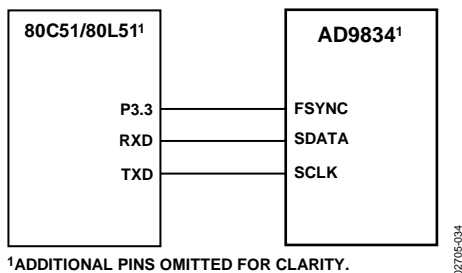 80C51/80L51¹
AD9834¹
P3.3
FSYNC
RXD
SDATA
TXD
SCLK
¹ADDITIONAL PINS OMITTED FOR CLARITY.
02705-034